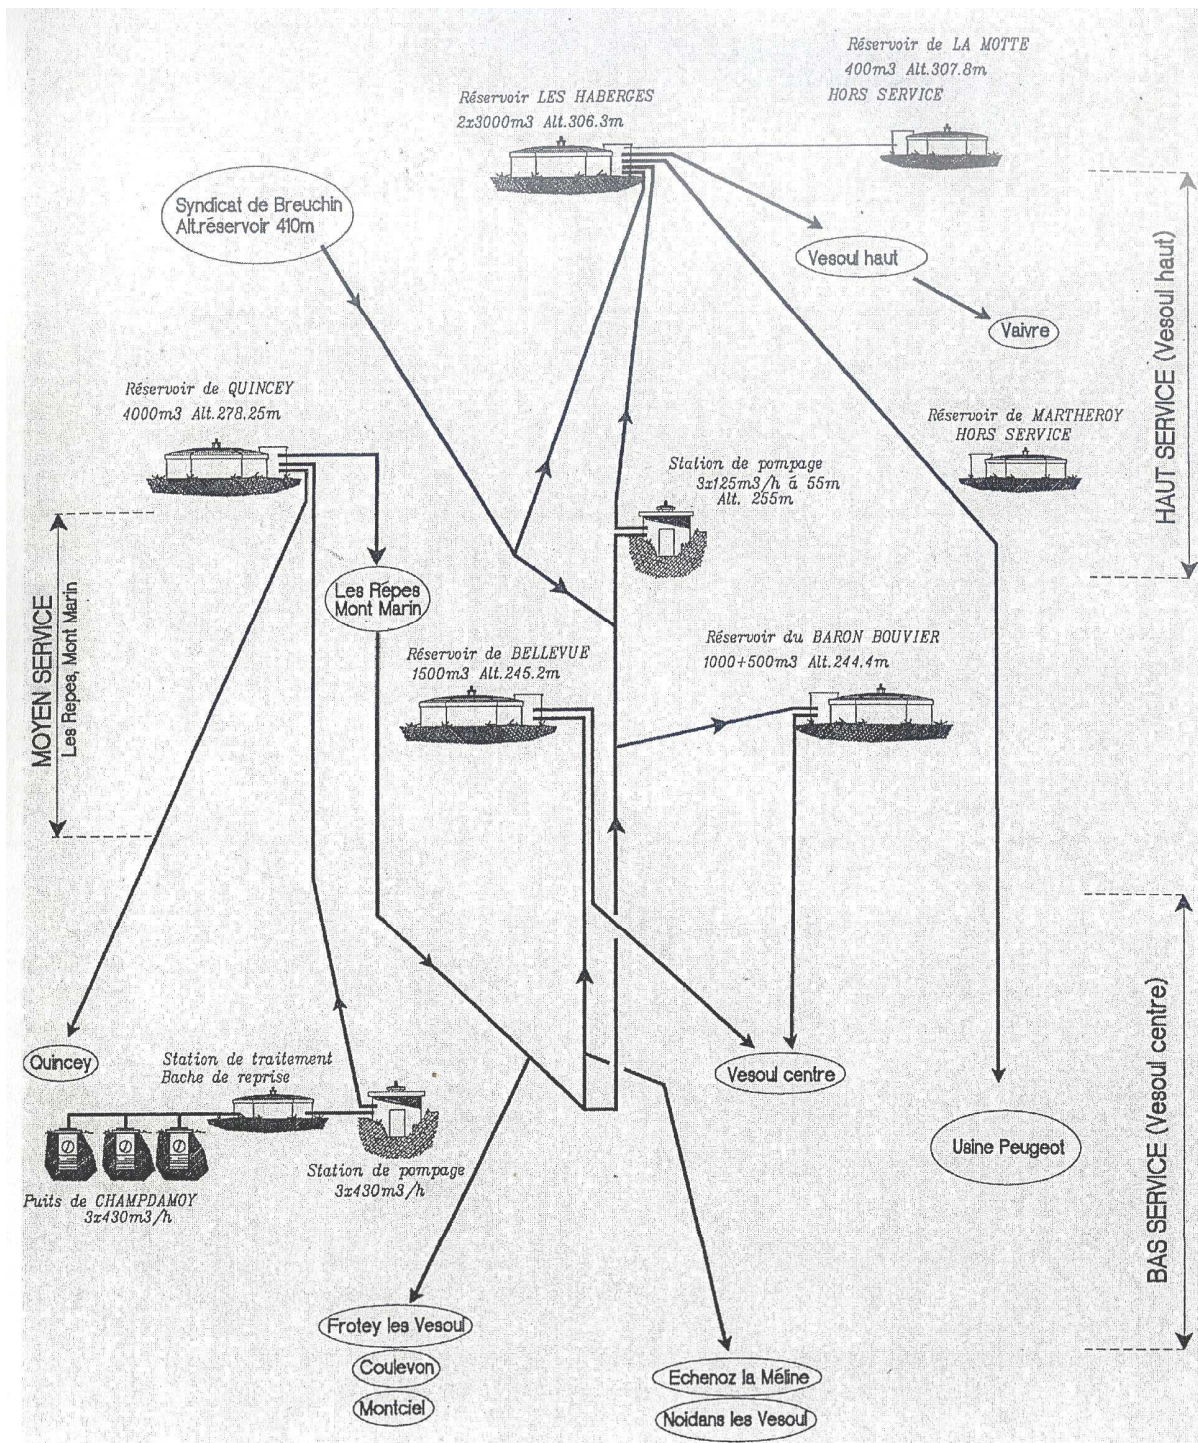 Réservoir de LA MOTTE
400m3 Alt.307.8m
HORS SERVICE
Réservoir LES HABERGES
2x3000m3 Alt.306.3m
Syndicat de Breuchin
Alt.réservoir 410m
Vesoul haut
Vaivre
HAUT SERVICE (Vesoul haut)
Réservoir de QUINCEY
4000m3 Alt.278.25m
Réservoir de MARTHEROY
HORS SERVICE
Station de pompage
3x125m3/h à 55m
Alt. 255m
MOYEN SERVICE
Les Repes, Mont Marin
Les Répes
Mont Marin
Réservoir de BELLEVUE
1500m3 Alt.245.2m
Réservoir du BARON BOUVIER
1000+500m3 Alt.244.4m
BAS SERVICE (Vesoul centre)
Quincey
Station de traitement
Bache de reprise
Vesoul centre
Usine Peugeot
Station de pompage
3x430m3/h
Puits de CHAMPDAMOY
3x430m3/h
Frotey les Vesoul
Coulevon
Montciel
Echenoz la Méline
Noidans les Vesoul